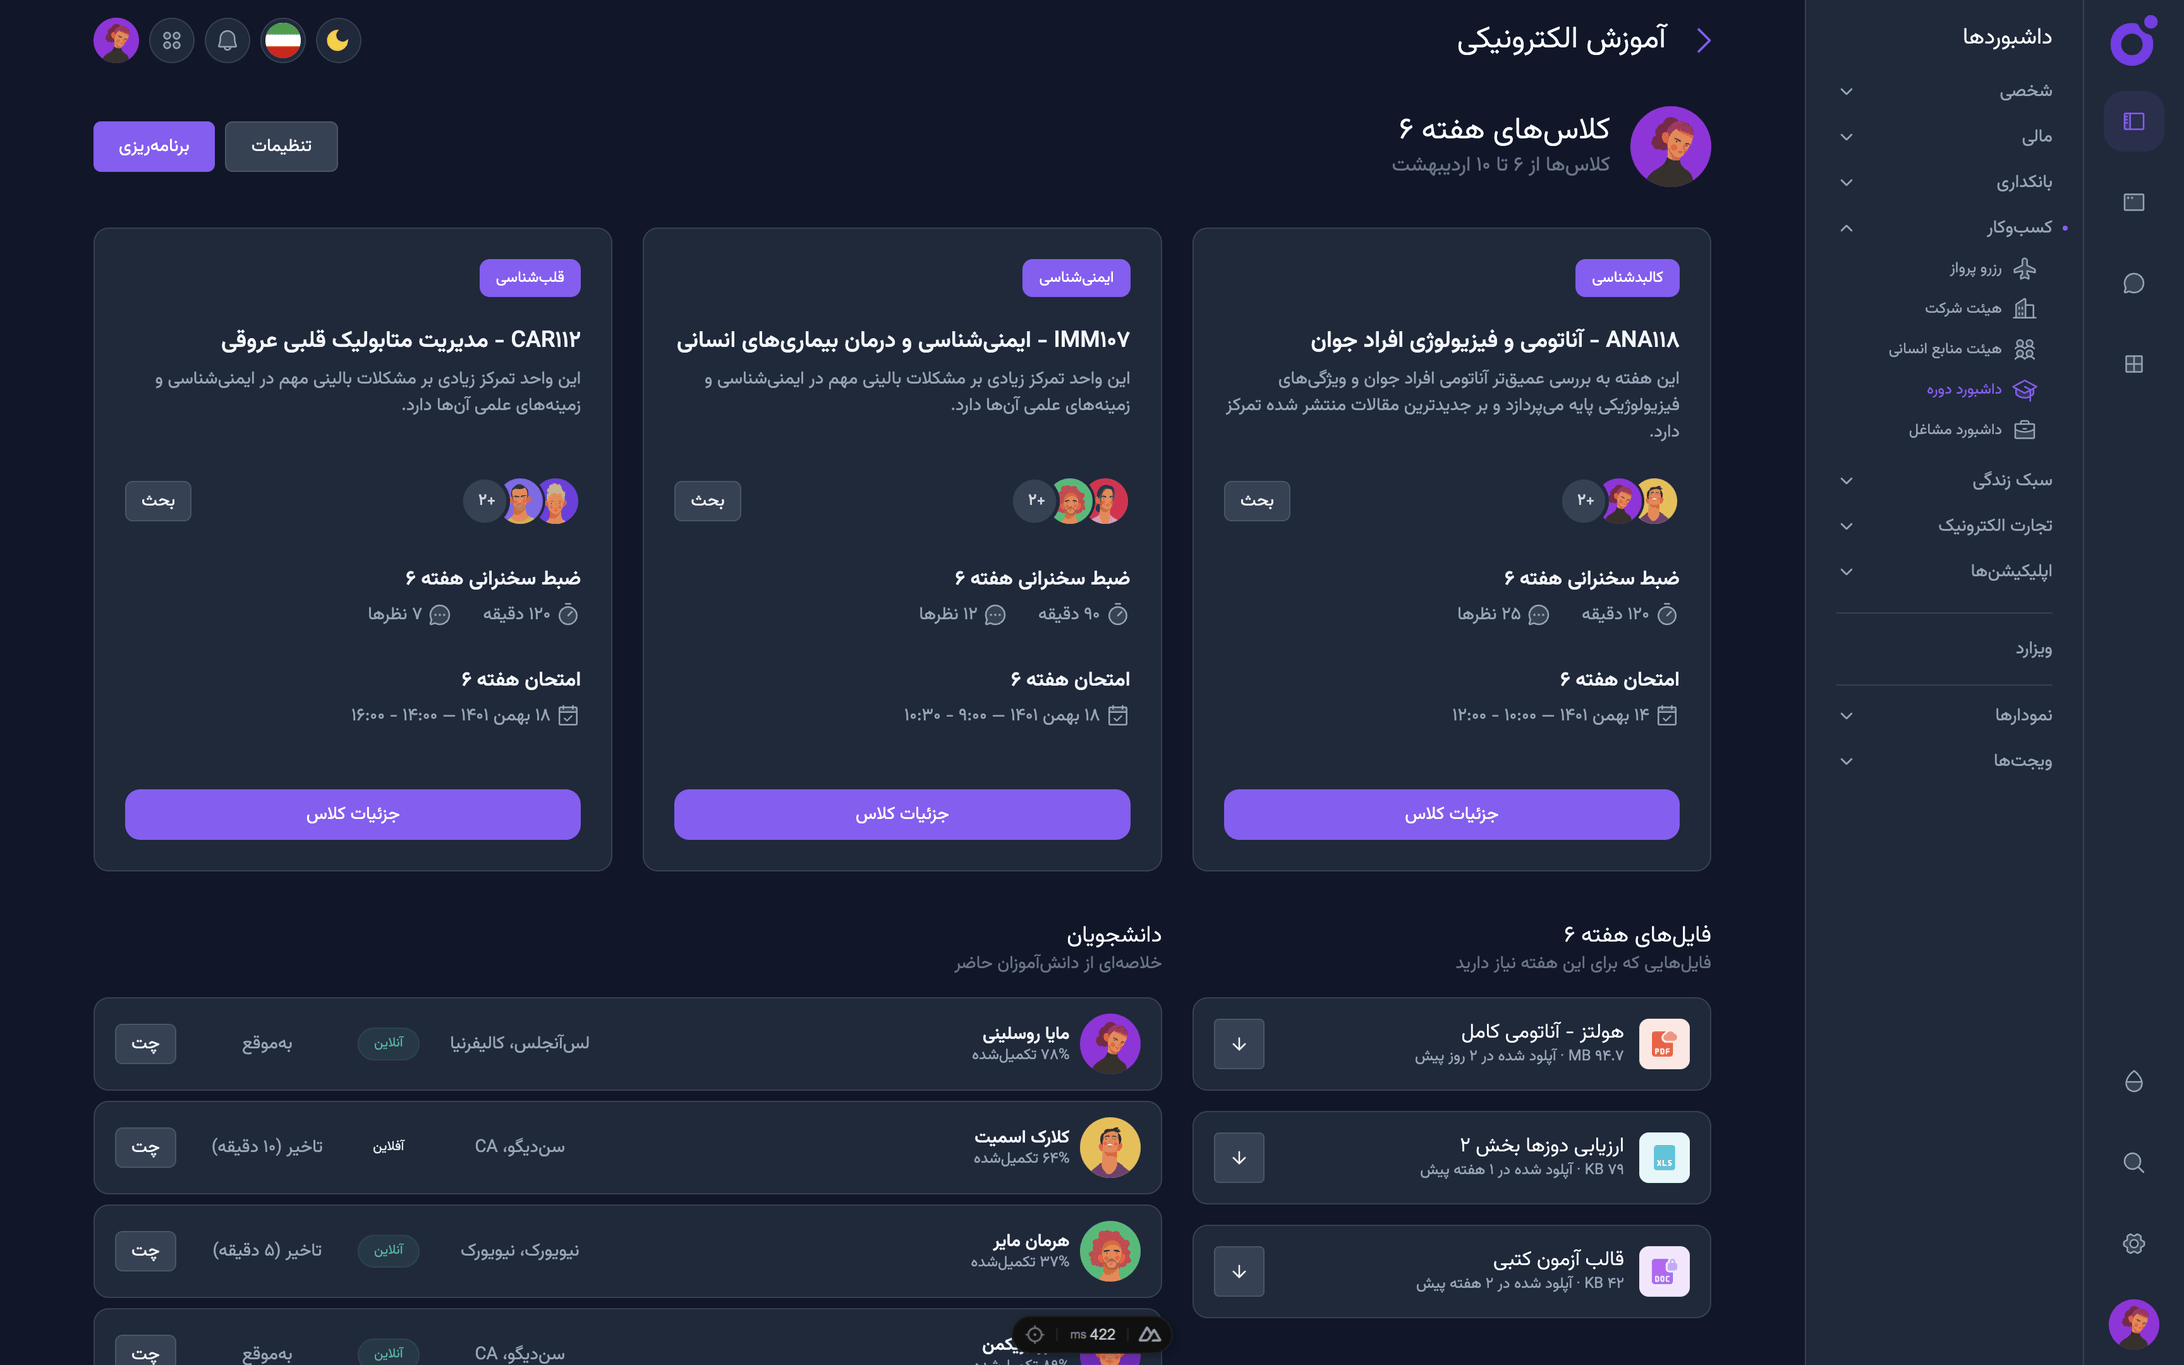 داشبوردها
شخصی
مالی
بانکداری
کسب‌وکار
رزرو پرواز
هیئت شرکت
هیئت منابع انسانی
داشبورد دوره
داشبورد مشاغل
سبک زندگی
تجارت الکترونیک
اپلیکیشن‌ها
ویزارد
نمودارها
ویجت‌ها
آموزش الکترونیکی
کلاس‌های هفته ۶
کلاس‌ها از ۶ تا ۱۰ اردیبهشت
تنظیمات
برنامه‌ریزی
کالبدشناسی
ANA۱۱۸ - آناتومی و فیزیولوژی افراد جوان
این هفته به بررسی عمیق‌تر آناتومی افراد جوان و ویژگی‌های
فیزیولوژیکی پایه می‌پردازد و بر جدیدترین مقالات منتشر شده تمرکز
دارد.
۲+
بحث
ضبط سخنرانی هفته ۶
۱۲۰ دقیقه
۲۵ نظرها
امتحان هفته ۶
۱۴ بهمن ۱۴۰۱ — ۱۰:۰۰ - ۱۲:۰۰
جزئیات کلاس
ایمنی‌شناسی
IMM۱۰۷ - ایمنی‌شناسی و درمان بیماری‌های انسانی
این واحد تمرکز زیادی بر مشکلات بالینی مهم در ایمنی‌شناسی و
زمینه‌های علمی آن‌ها دارد.
۲+
بحث
ضبط سخنرانی هفته ۶
۹۰ دقیقه
۱۲ نظرها
امتحان هفته ۶
۱۸ بهمن ۱۴۰۱ — ۹:۰۰ - ۱۰:۳۰
جزئیات کلاس
قلب‌شناسی
CAR۱۱۲ - مدیریت متابولیک قلبی عروقی
این واحد تمرکز زیادی بر مشکلات بالینی مهم در ایمنی‌شناسی و
زمینه‌های علمی آن‌ها دارد.
۲+
بحث
ضبط سخنرانی هفته ۶
۱۲۰ دقیقه
۷ نظرها
امتحان هفته ۶
۱۸ بهمن ۱۴۰۱ — ۱۴:۰۰ - ۱۶:۰۰
جزئیات کلاس
فایل‌های هفته ۶
فایل‌هایی که برای این هفته نیاز دارید
هولتز - آناتومی کامل
۹۴.۷ MB · آپلود شده در ۲ روز پیش
PDF
ارزیابی دوزها بخش ۲
۷۹ KB · آپلود شده در ۱ هفته پیش
XLS
قالب آزمون کتبی
۴۲ KB · آپلود شده در ۲ هفته پیش
DOC
دانشجویان
خلاصه‌ای از دانش‌آموزان حاضر
مایا روسلینی
۷۸% تکمیل‌شده
لس‌آنجلس، کالیفرنیا
آنلاین
به‌موقع
چت
کلارک اسمیت
۶۴% تکمیل‌شده
سن‌دیگو، CA
آفلاین
تاخیر (۱۰ دقیقه)
چت
هرمان مایر
۳۷% تکمیل‌شده
نیویورک، نیویورک
آنلاین
تاخیر (۵ دقیقه)
چت
سن‌دیگو، CA
آنلاین
به‌موقع
چت
422 ms